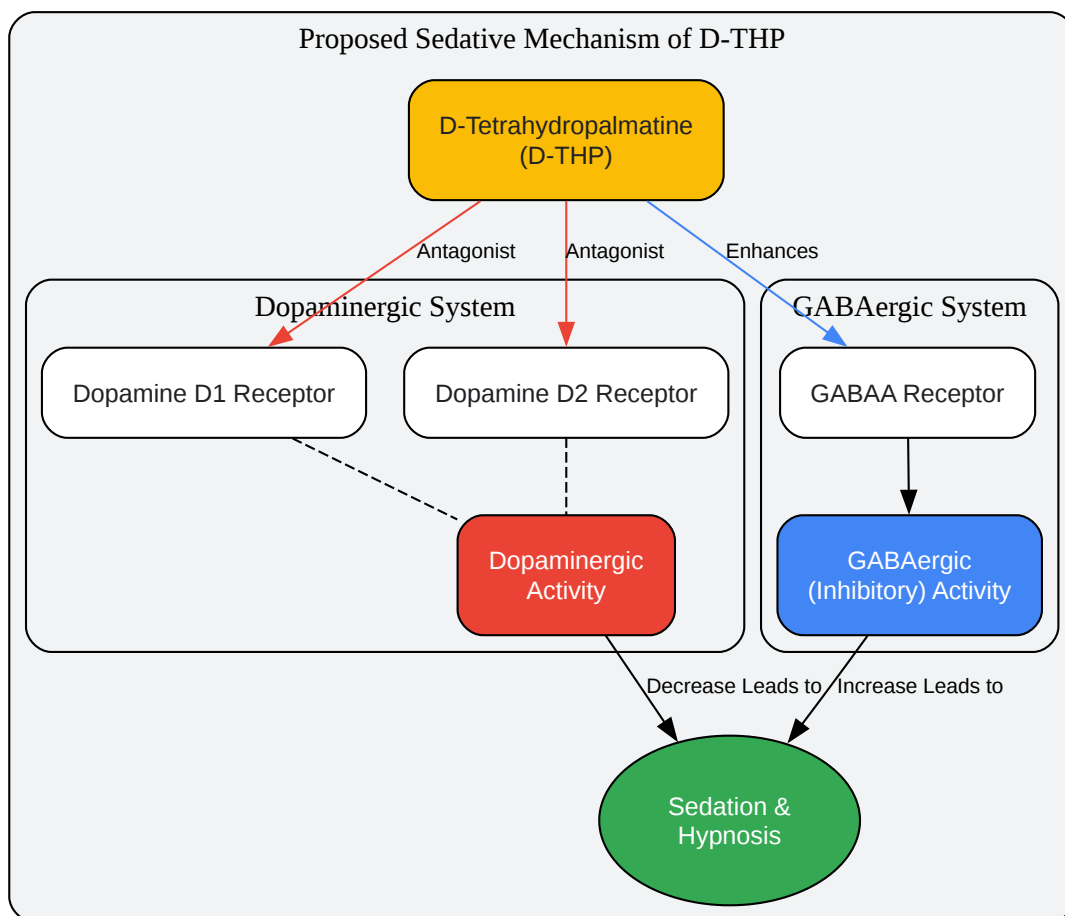 Proposed Sedative Mechanism of D-THP
D-Tetrahydropalmatine
(D-THP)
Antagonist
Antagonist
Enhances
Dopaminergic System
GABAergic System
Dopamine D1 Receptor
Dopamine D2 Receptor
GABAA Receptor
Dopaminergic
Activity
GABAergic
(Inhibitory) Activity
Decrease Leads to
Increase Leads to
Sedation &
Hypnosis